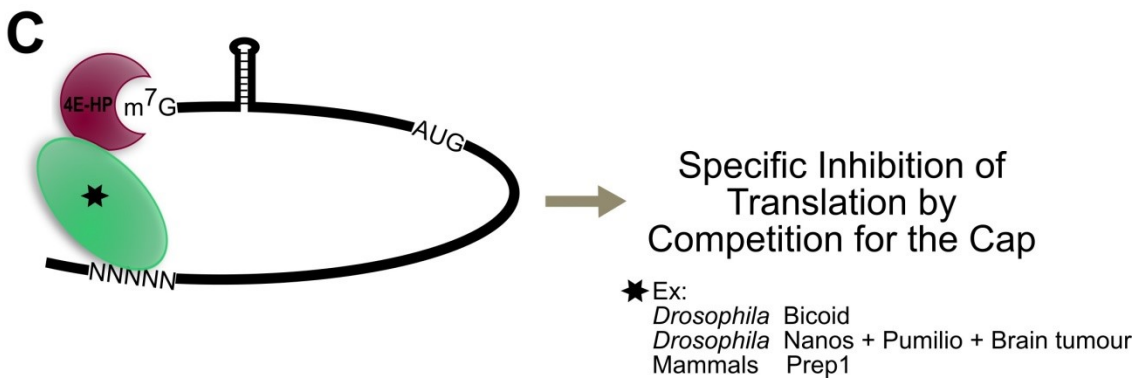 C
4E-HP
m⁷G
AUG
NNNNN
Specific Inhibition of
Translation by
Competition for the Cap
Ex:
Drosophila Bicoid
Drosophila Nanos + Pumilio + Brain tumour
Mammals Prep1